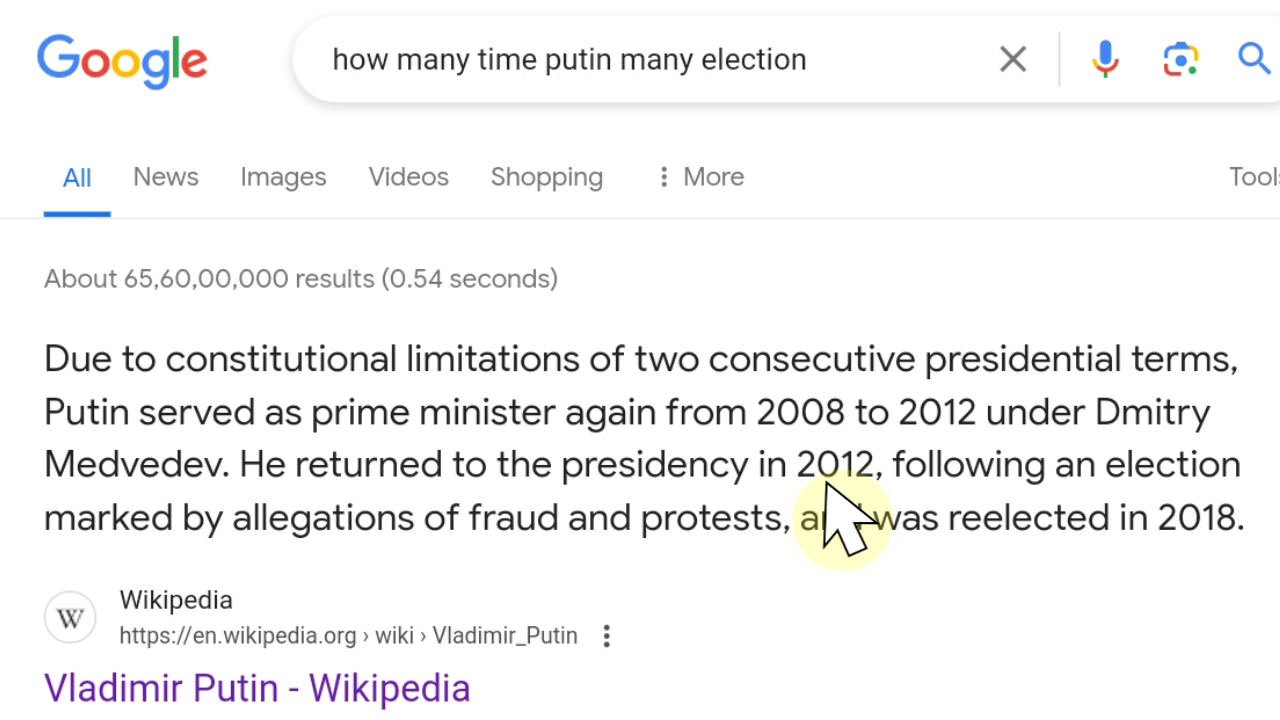 Google
how many time putin many election
All News Images Videos Shopping More
About 65,60,00,000 results (0.54 seconds)
Due to constitutional limitations of two consecutive presidential terms,
Putin served as prime minister again from 2008 to 2012 under Dmitry
Medvedev. He returned to the presidency in 2012, following an election
marked by allegations of fraud and protests, was reelected in 2018.
W
Wikipedia
https://en.wikipedia.org › wiki › Vladimir_Putin
Vladimir Putin - Wikipedia